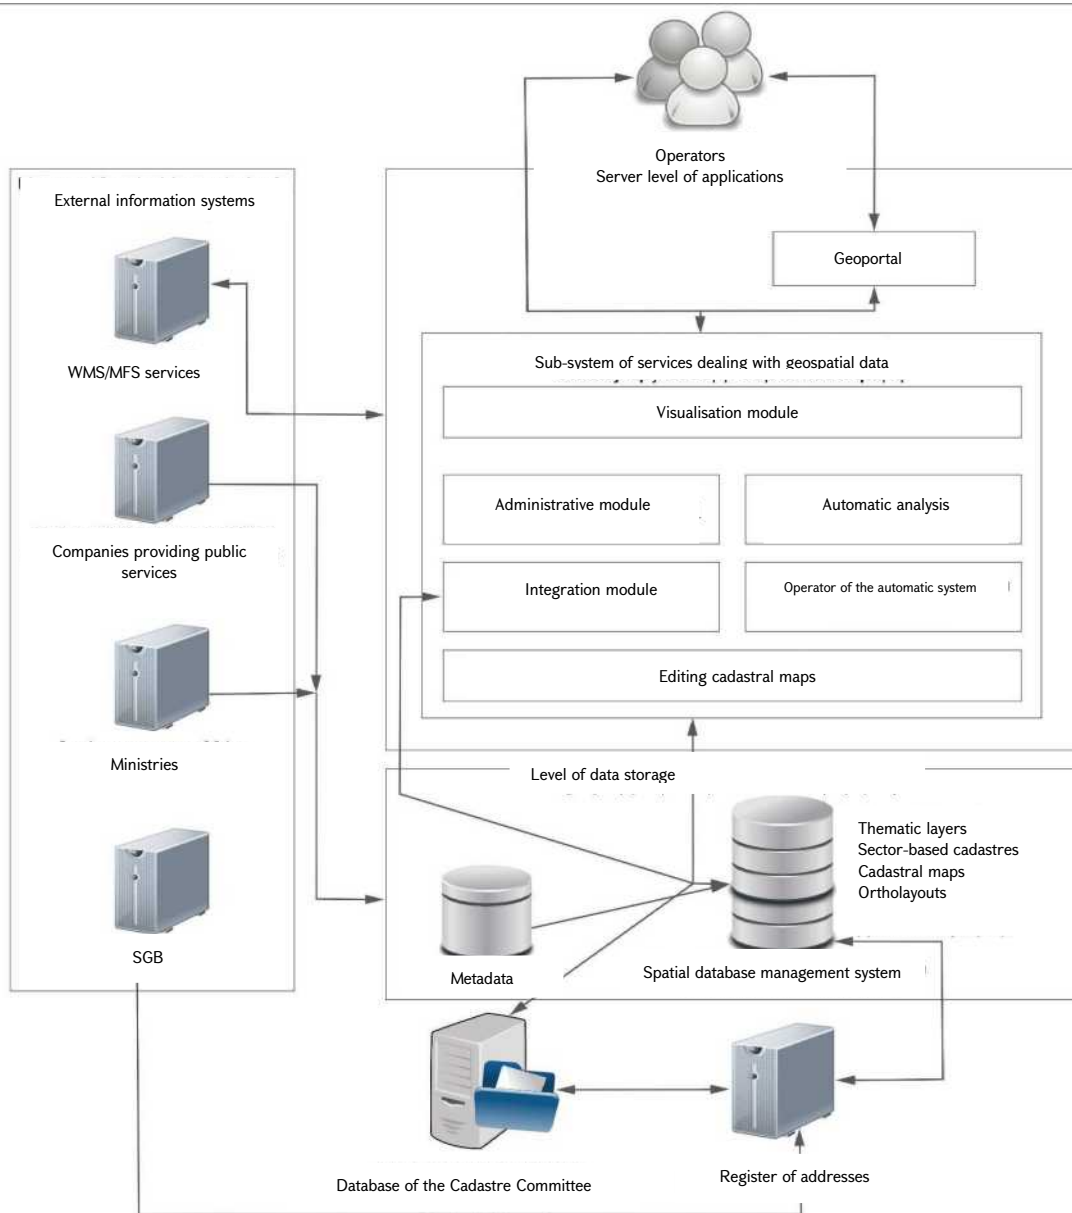 Operators
Server level of applications
External information systems
Geoportal
WMS/MFS services
Sub-system of services dealing with geospatial data
Visualisation module
Administrative module
Automatic analysis
Companies providing public
services
Integration module
Operator of the automatic system
Editing cadastral maps
Ministries
Level of data storage
Thematic layers
Sector-based cadastres
Cadastral maps
Ortholayouts
SGB
Metadata
Spatial database management system
Database of the Cadastre Committee
Register of addresses